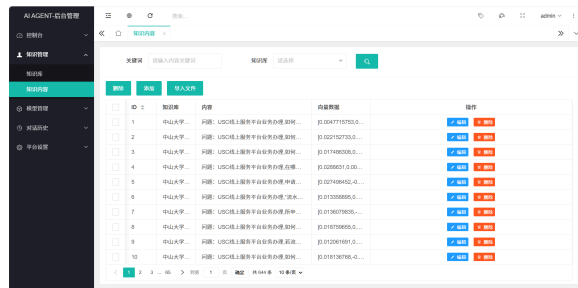 AI AGENT-后台管理
搜索...
admin
控制台
知识内容
知识管理
知识库
知识内容
模型管理
对话历史
平台设置
关键词 请输入内容关键词 知识库 请选择
删除 添加 导入文件
ID 知识库 内容 向量数据 操作
1 中山大学... 问题：USC线上服务平台业务办理,如何... [0.0047715753,0.... 编辑 删除
2 中山大学... 问题：USC线上服务平台业务办理,如何... [0.022152733,0.... 编辑 删除
3 中山大学... 问题：USC线上服务平台业务办理,如何... [0.017486308,0.... 编辑 删除
4 中山大学... 问题：USC线上服务平台业务办理,在哪... [0.0266631,0.00... 编辑 删除
5 中山大学... 问题：USC线上服务平台业务办理,申请... [0.027498452,-0.... 编辑 删除
6 中山大学... 问题：USC线上服务平台业务办理,"流水... [0.013358895,0.... 编辑 删除
7 中山大学... 问题：USC线上服务平台业务办理,所申... [0.0136079835,-... 编辑 删除
8 中山大学... 问题：USC线上服务平台业务办理,如何... [0.018759655,0.... 编辑 删除
9 中山大学... 问题：USC线上服务平台业务办理,若流... [0.012061691,0.... 编辑 删除
10 中山大学... 问题：USC线上服务平台业务办理,如何... [0.018136768,-0.... 编辑 删除
1 2 3 ... 65 到第 1 页 确定 共 644 条 10 条/页